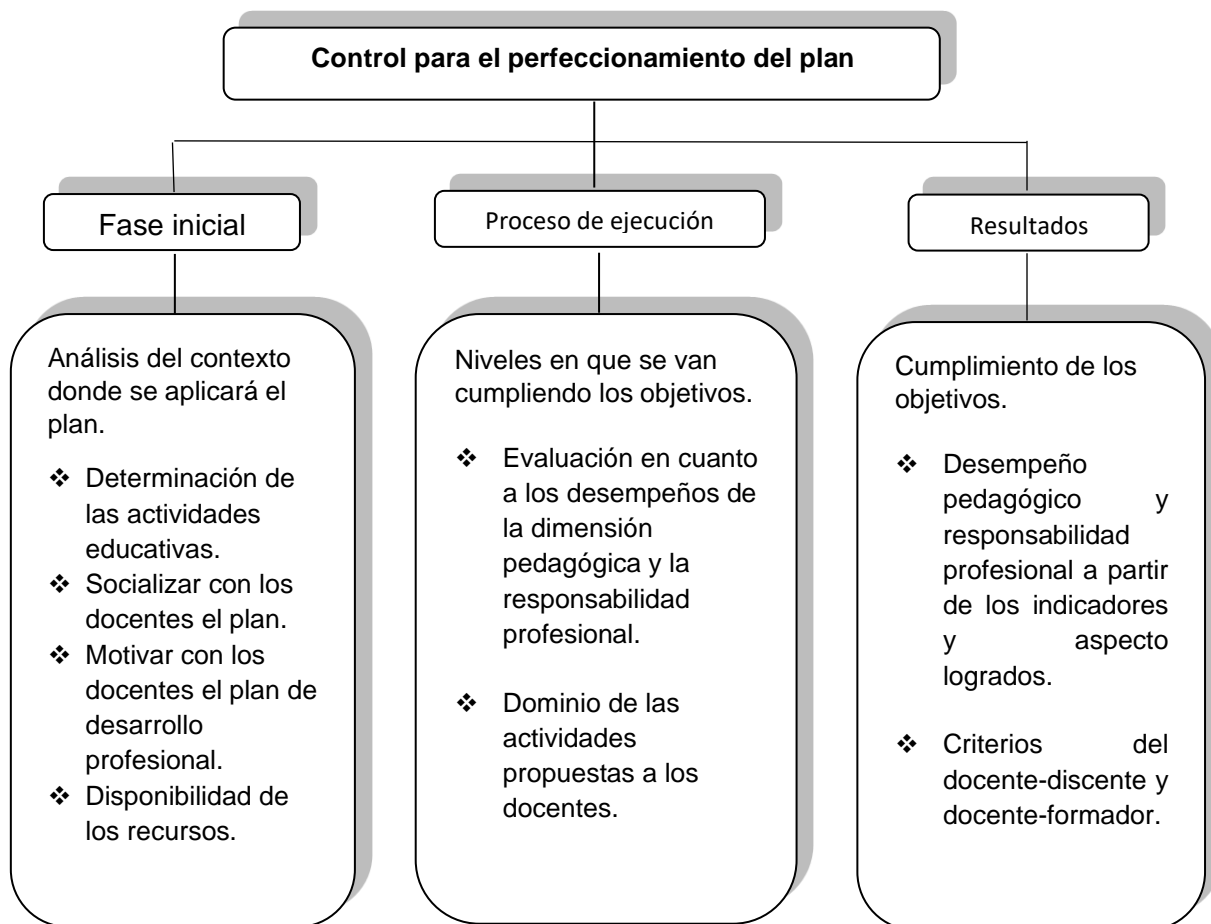 Control para el perfeccionamiento del plan
Fase inicial
Análisis del contexto
donde se aplicará el
plan.
❖ Determinación de
las actividades
educativas.
❖ Socializar con los
docentes el plan.
❖ Motivar con los
docentes el plan de
desarrollo
profesional.
❖ Disponibilidad de
los recursos.
Proceso de ejecución
Niveles en que se van
cumpliendo los objetivos.
❖ Evaluación en cuanto
a los desempeños de
la dimensión
pedagógica y la
responsabilidad
profesional.
❖ Dominio de las
actividades
propuestas a los
docentes.
Resultados
Cumplimiento de los
objetivos.
❖ Desempeño
pedagógico y
responsabilidad
profesional a partir
de los indicadores
y aspecto
logrados.
❖ Criterios del
docente-discente y
docente-formador.